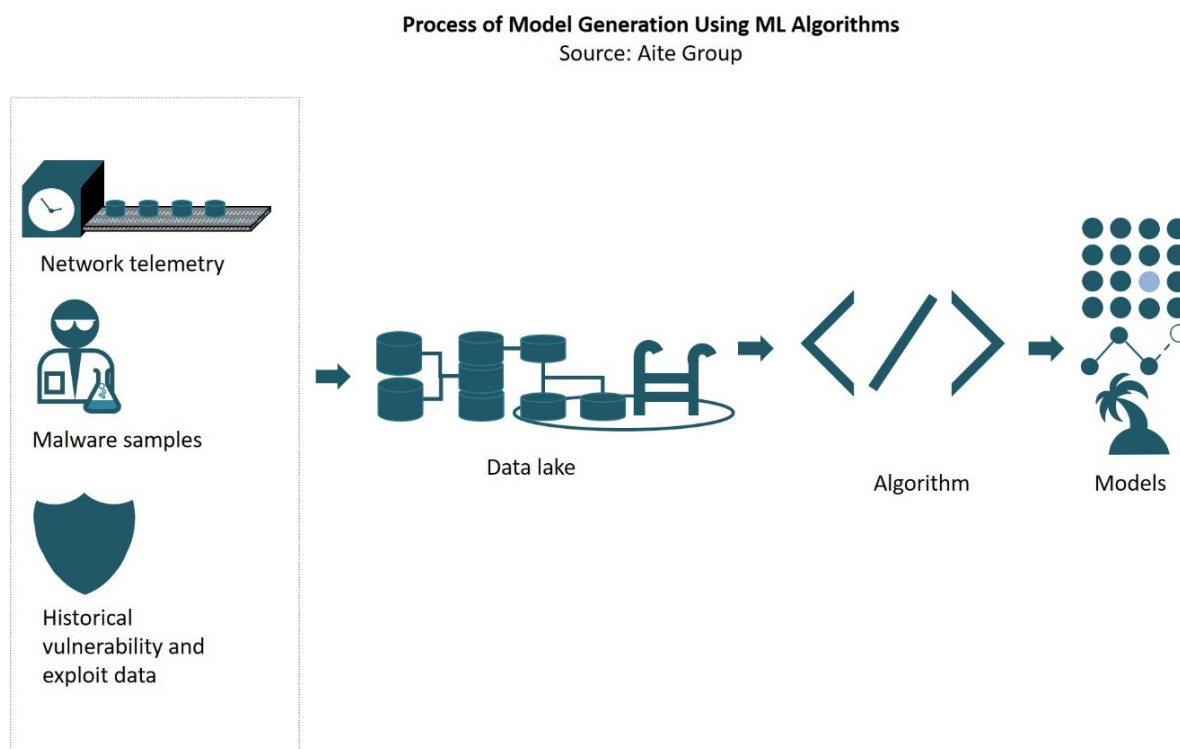 Process of Model Generation Using ML Algorithms
Source: Aite Group
Network telemetry
Malware samples
Historical
vulnerability and
exploit data
Data lake
Algorithm
Models